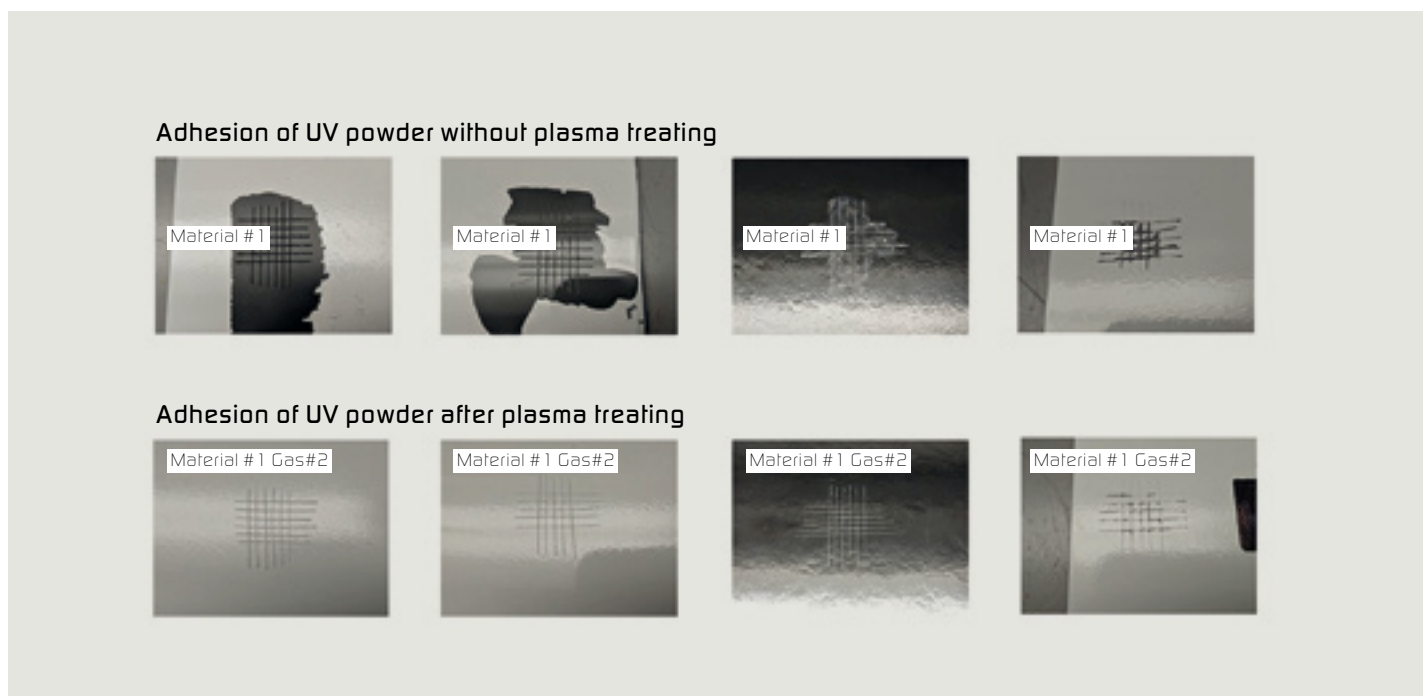 Adhesion of UV powder without plasma treating
Material #1
Material #1
Material #1
Material #1
Adhesion of UV powder after plasma treating
Material #1 Gas#2
Material #1 Gas#2
Material #1 Gas#2
Material #1 Gas#2